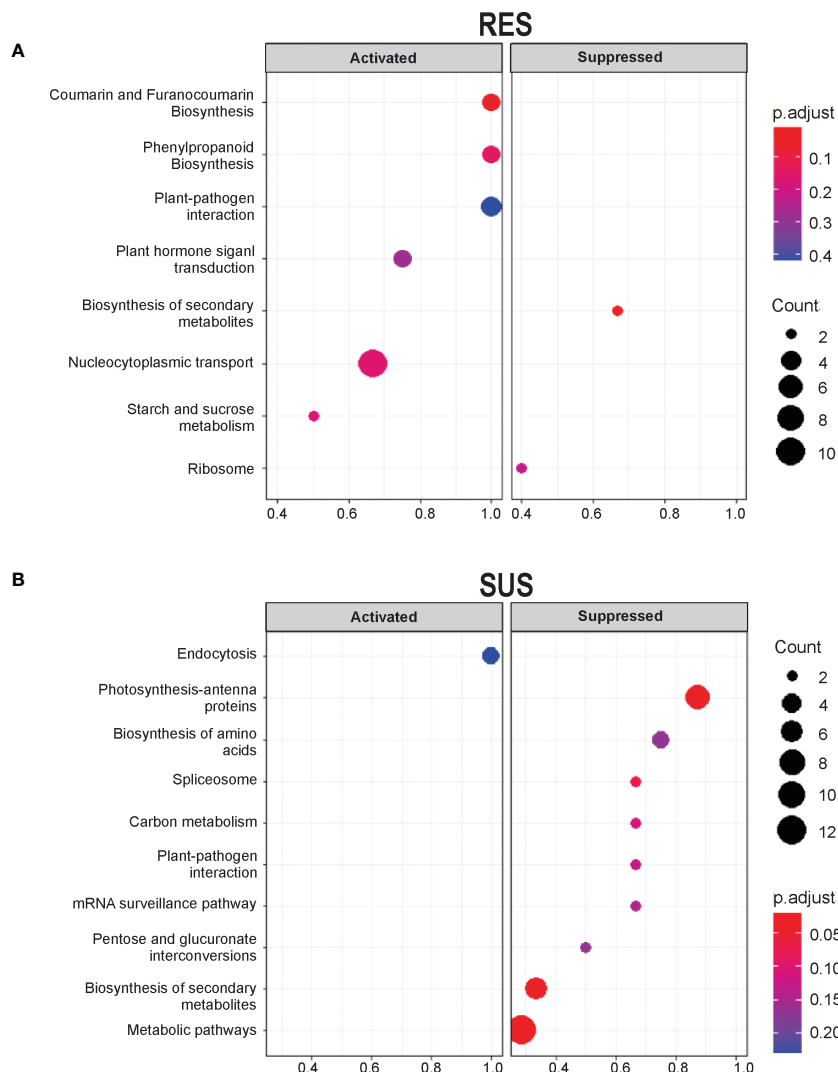 RES
A
Activated
Suppressed
Coumarin and Furanocoumarin
Biosynthesis
Phenylpropanoid
Biosynthesis
Plant-pathogen
interaction
Plant hormone siganl
transduction
Biosynthesis of secondary
metabolites
Nucleocytoplasmic transport
Starch and sucrose
metabolism
Ribosome
0.4 0.6 0.8 1.0
0.4 0.6 0.8 1.0
p.adjust
0.1
0.2
0.3
0.4
Count
2
4
6
8
10
SUS
B
Activated
Suppressed
Endocytosis
Photosynthesis-antenna
proteins
Biosynthesis of amino
acids
Spliceosome
Carbon metabolism
Plant-pathogen
interaction
mRNA surveillance pathway
Pentose and glucuronate
interconversions
Biosynthesis of secondary
metabolites
Metabolic pathways
0.4 0.6 0.8 1.0
0.4 0.6 0.8 1.0
Count
2
4
6
8
10
12
p.adjust
0.05
0.10
0.15
0.20